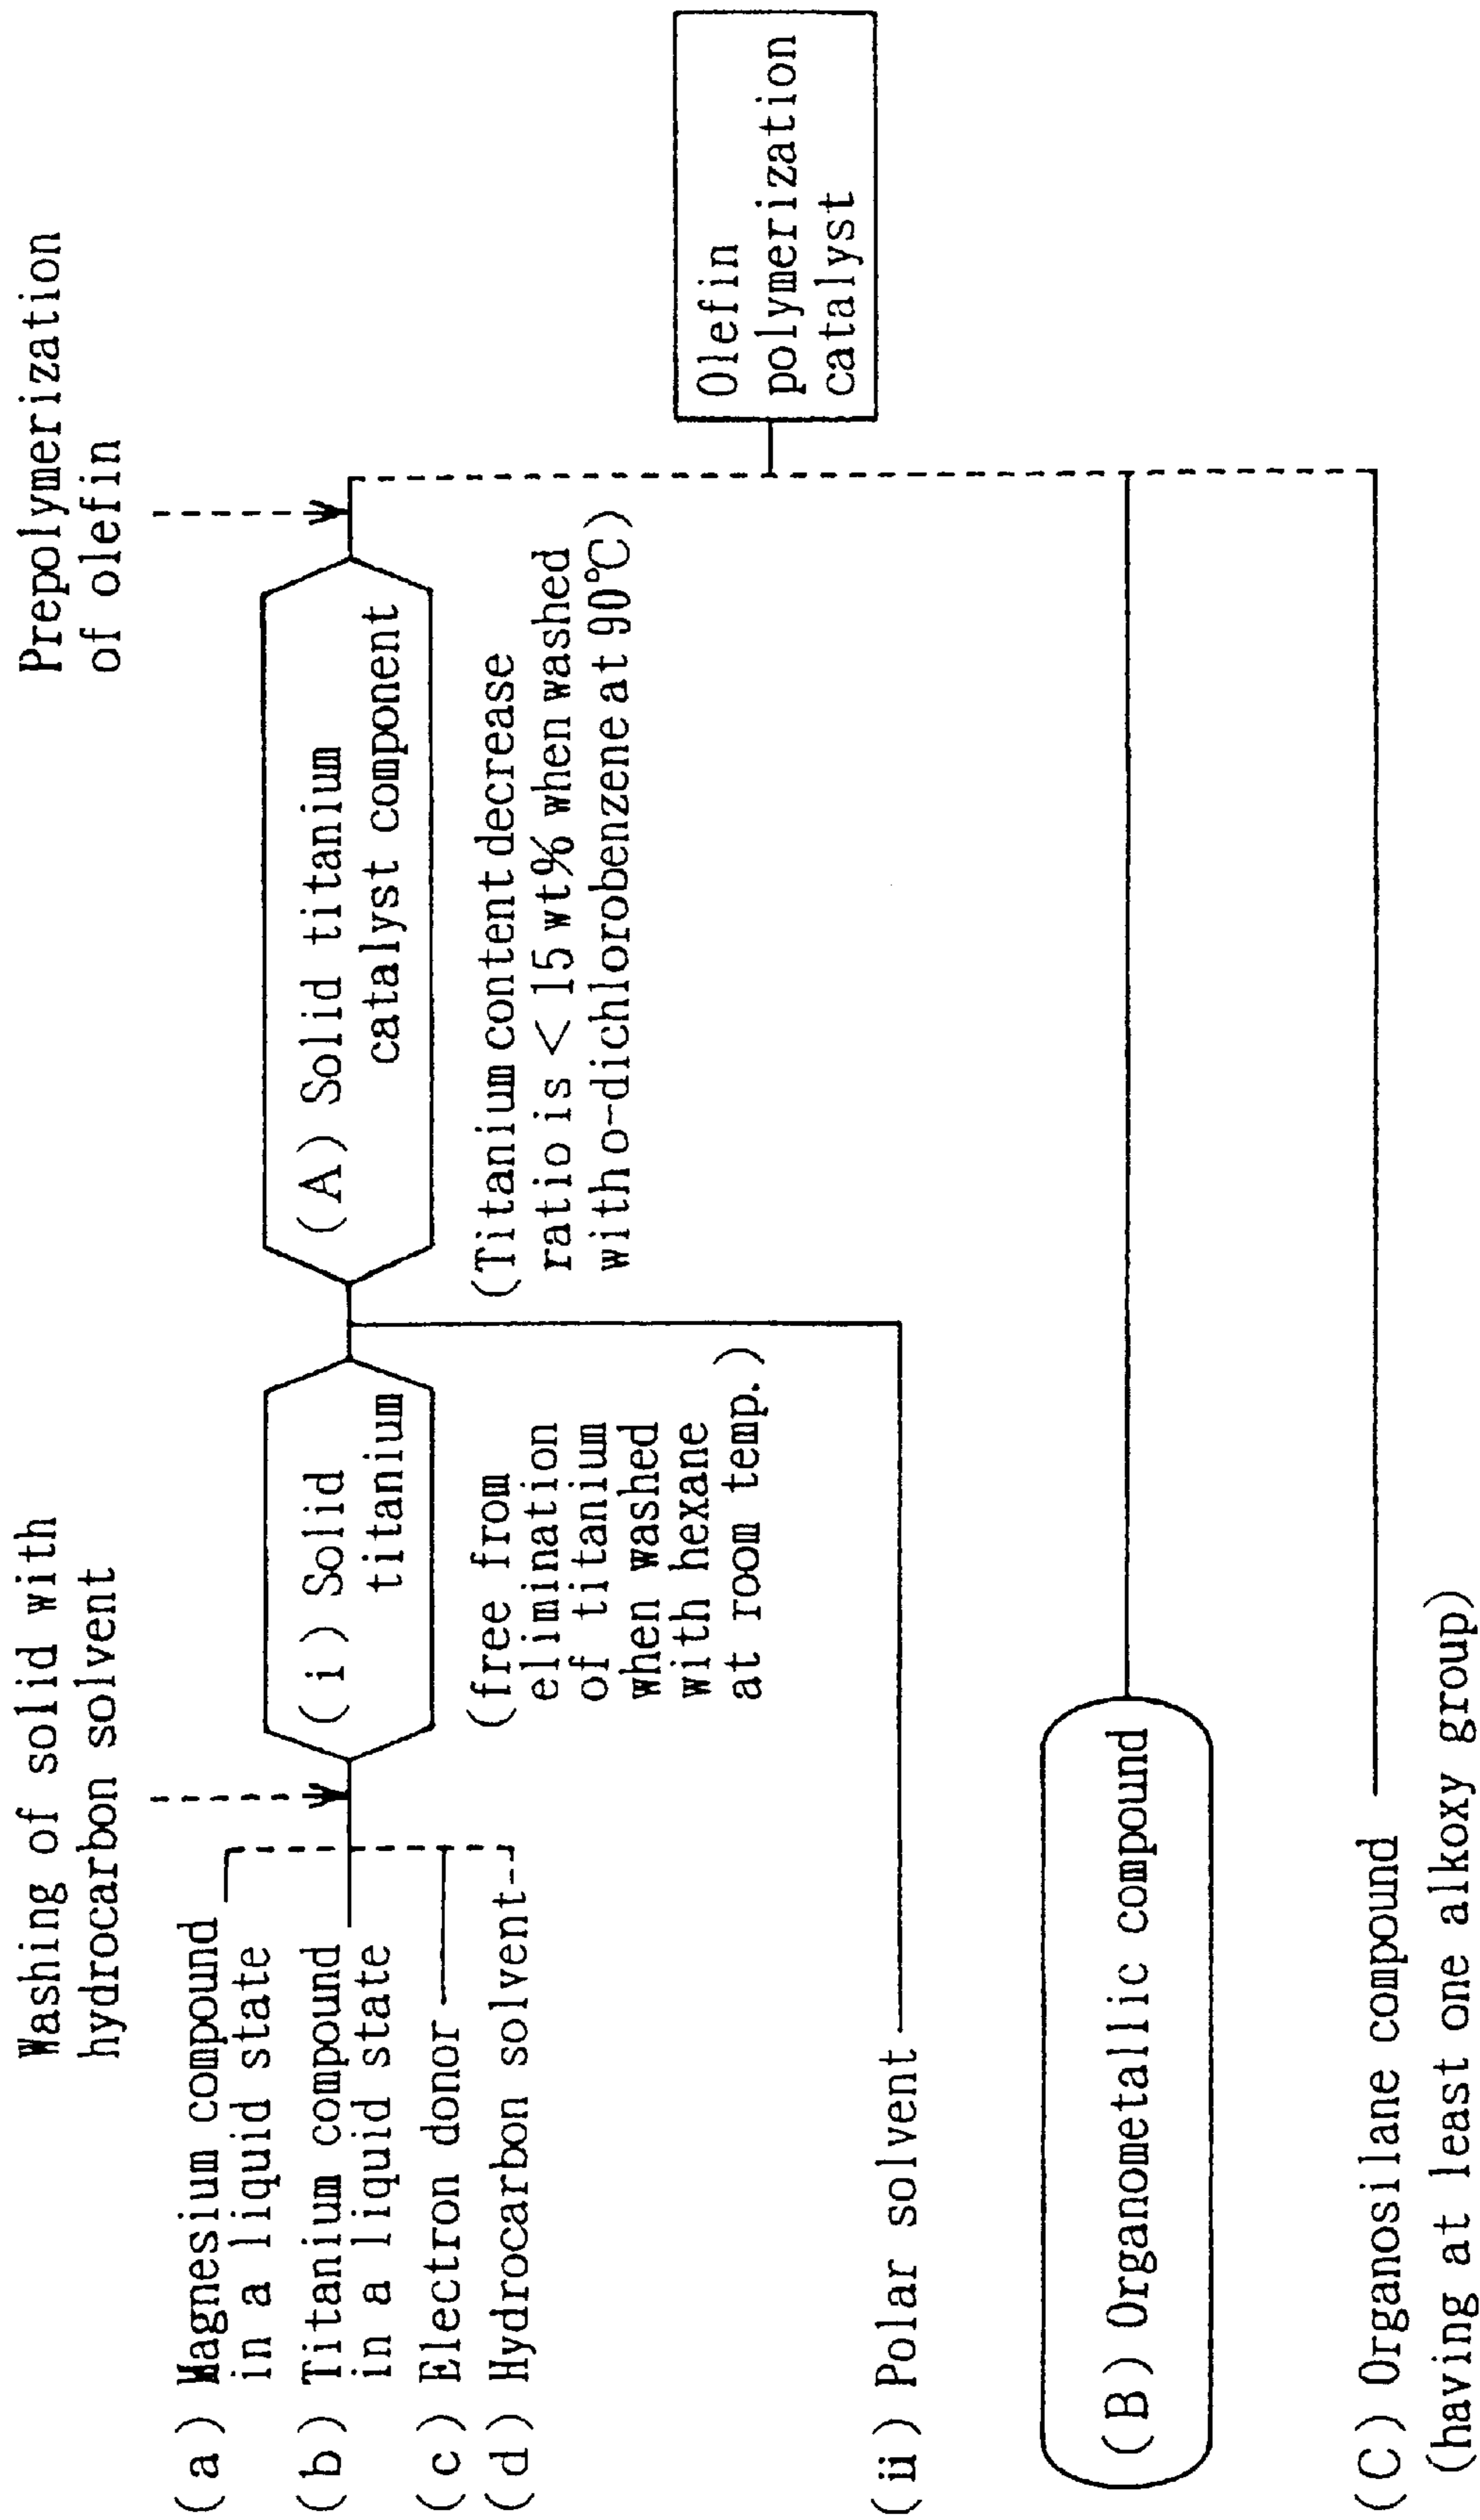 Washing of solid with
hydrocarbon solvent
Prepolymerization
of olefin
(a) Magnesium compound
in a liquid state
(b) Titanium compound
in a liquid state
(c) Electron donor
(d) Hydrocarbon solvent
(i) Solid
titanium
(free from
elimination
of titanium
when washed
with hexane
at room temp.)
(A) Solid titanium
catalyst component
(Titanium content decrease
ratio is < 15 wt% when washed
with o-dichlorobenzene at 90°C)
(ii) Polar solvent
Olefin
polymerization
catalyst
(B) Organometallic compound
(C) Organosilane compound
(having at least one alkoxy group)